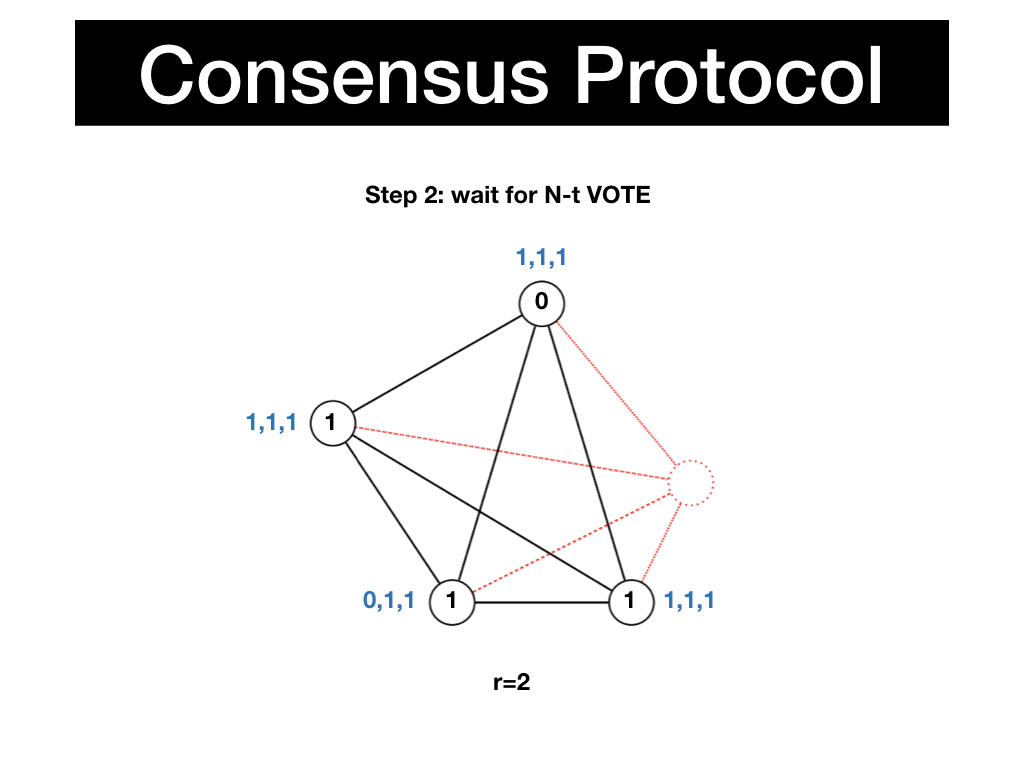 Consensus Protocol
Step 2: wait for N-t VOTE
1,1,1
0
1,1,1
1
0,1,1
1
1
1,1,1
r=2